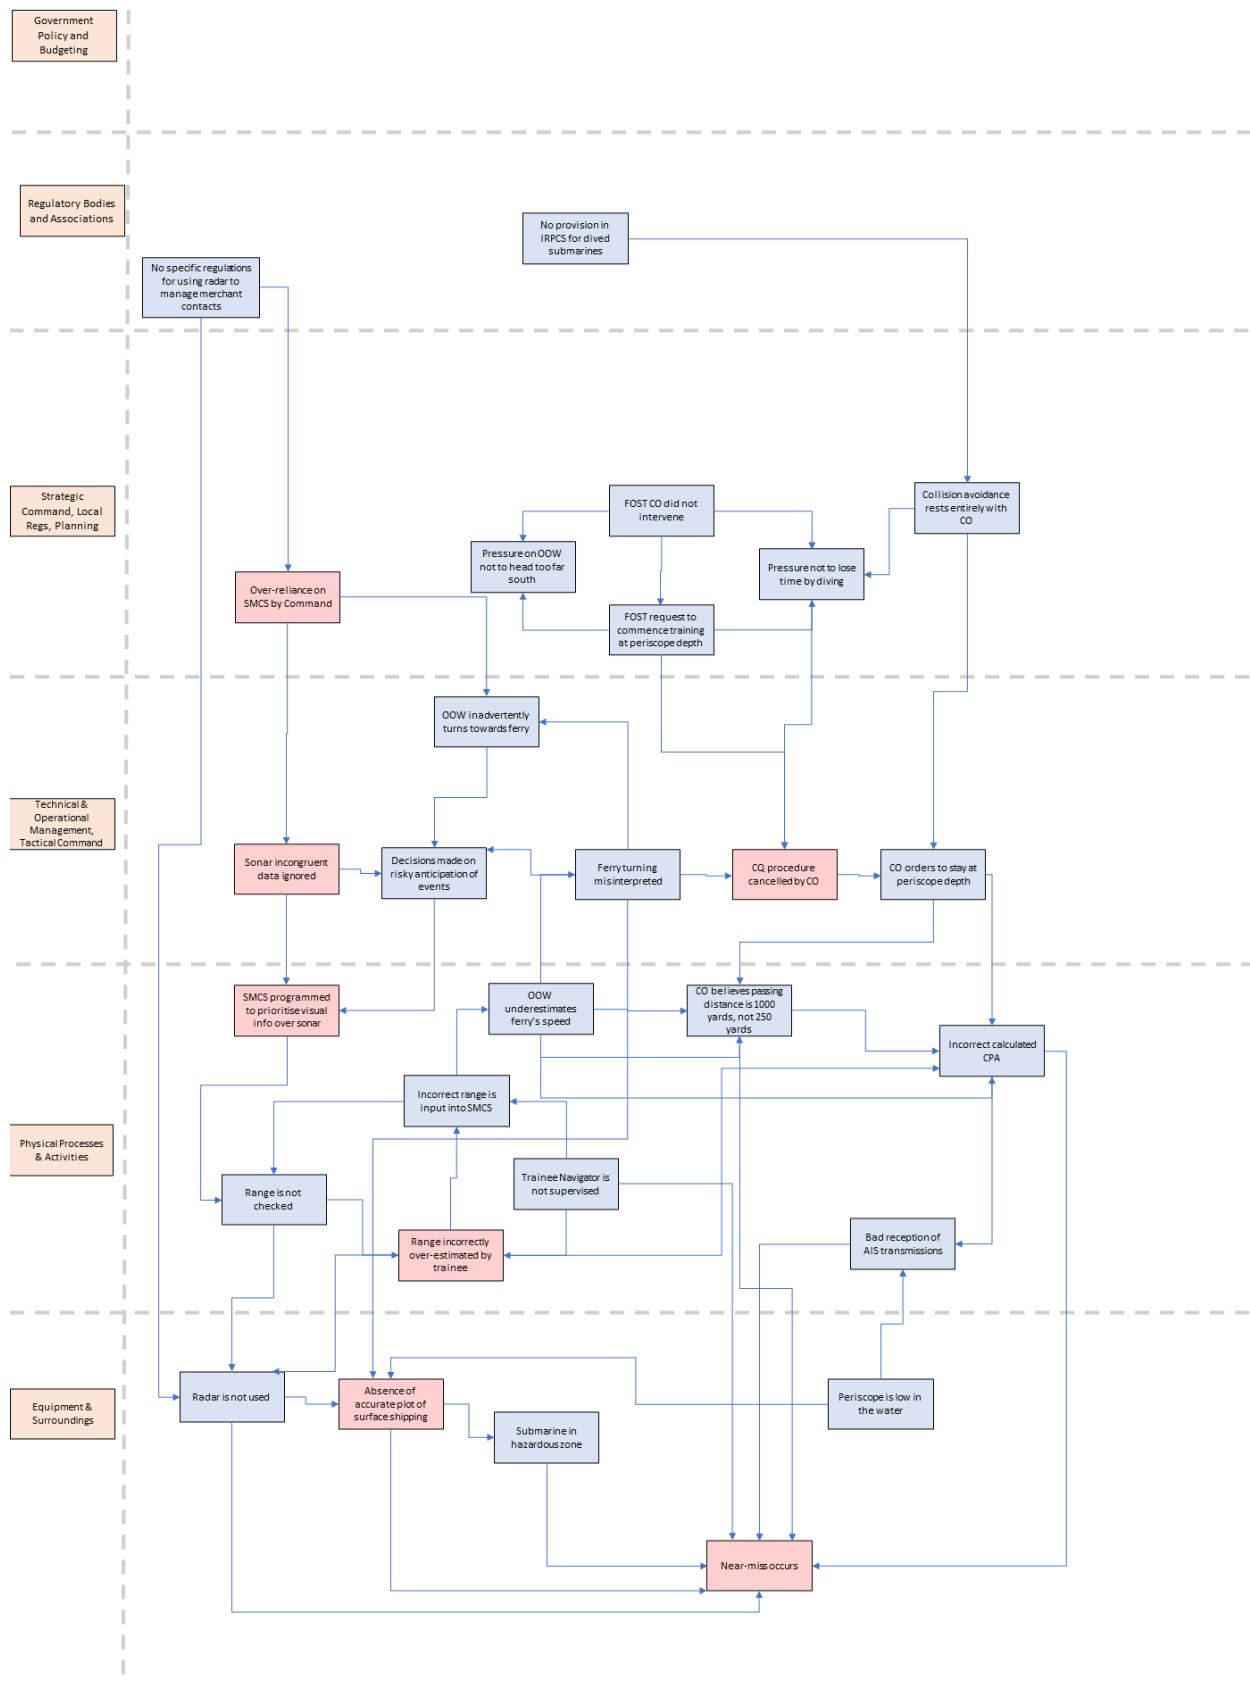 Government
Policy and
Budgeting
Regulatory Bodies
and Associations
No provision in
IRPCS for dived
submarines
No specific regulations
for using radar to
manage merchant
contacts
Strategic
Command, Local
Regs, Planning
FOST CO did not
intervene
Collision avoidance
rests entirely with
CO
Pressure on OOW
not to head too far
south
Pressure not to lose
time by diving
Over-reliance on
SMCS by Command
FOST request to
commence training
at periscope depth
OOW inadvertently
turns towards ferry
Technical &
Operational
Management,
Tactical Command
Sonar incongruent
data ignored
Decisions made on
risky anticipation of
events
Ferry turning
misinterpreted
CQ procedure
cancelled by CO
CO orders to stay at
periscope depth
SMCS programmed
to prioritise visual
info over sonar
OOW
underestimates
ferry's speed
CO believes passing
distance is 1000
yards, not 250
yards
Incorrect calculated
CPA
Incorrect range is
input into SMCS
Physical Processes
& Activities
Trainee Navigator is
not supervised
Range is not
checked
Range incorrectly
over-estimated by
trainee
Bad reception of
AIS transmissions
Equipment &
Surroundings
Radar is not used
Absence of
accurate plot of
surface shipping
Periscope is low in
the water
Submarine in
hazardous zone
Near-miss occurs